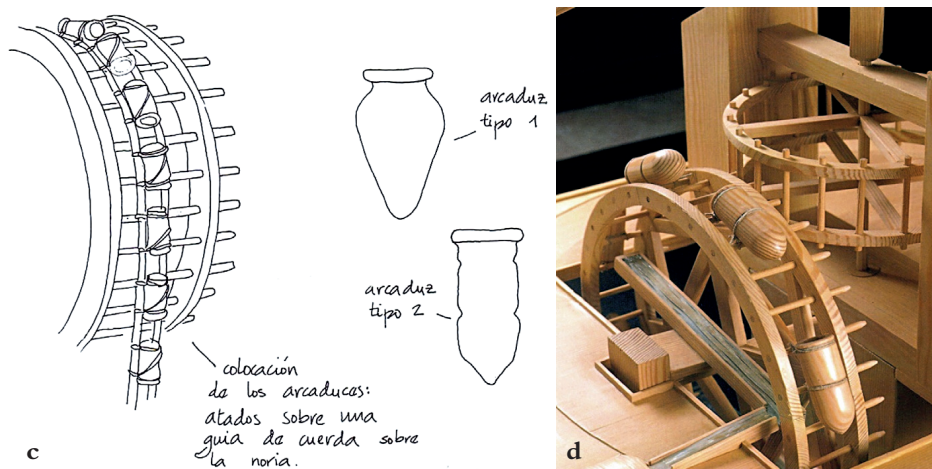 arcaduz
tipo 1
arcaduz
tipo 2
colocación
de los arcaduces:
atados sobre una
guia de cuerda sobre
la noria.
c
d